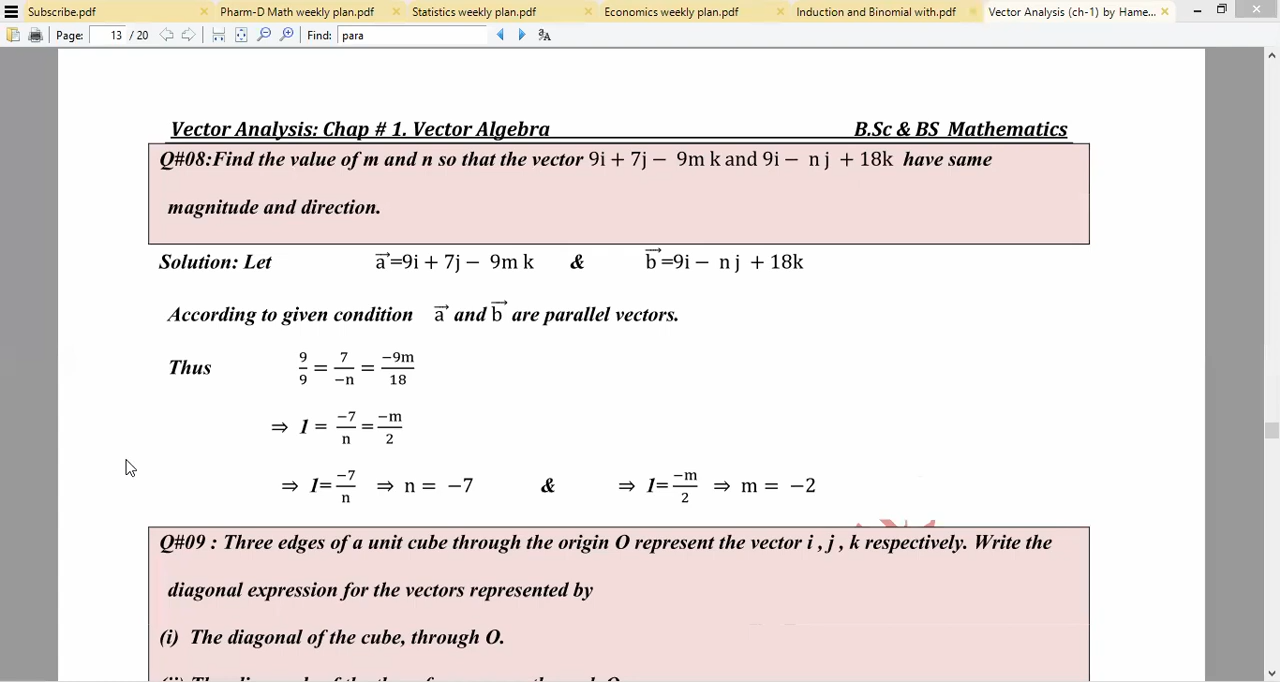 Subscribe.pdf × Pharm-D Math weekly plan.pdf × Statistics weekly plan.pdf × Economics weekly plan.pdf × Induction and Binomial with.pdf Vector Analysis (ch-1) by Hame... ×
Page: 13 / 20 Find: para
Vector Analysis: Chap # 1. Vector Algebra B.Sc & BS Mathematics
Q#08:Find the value of m and n so that the vector 9i + 7j − 9m k and 9i − n j + 18k have same
magnitude and direction.
Solution: Let a⃗=9i + 7j − 9m k & b⃗=9i − n j + 18k
According to given condition a⃗ and b⃗ are parallel vectors.
Thus 9/9 = 7/−n = −9m/18
⇒ 1 = −7/n = −m/2
⇒ 1= −7/n ⇒ n = −7 & ⇒ 1= −m/2 ⇒ m = −2
Q#09 : Three edges of a unit cube through the origin O represent the vector i , j , k respectively. Write the
diagonal expression for the vectors represented by
(i) The diagonal of the cube, through O.